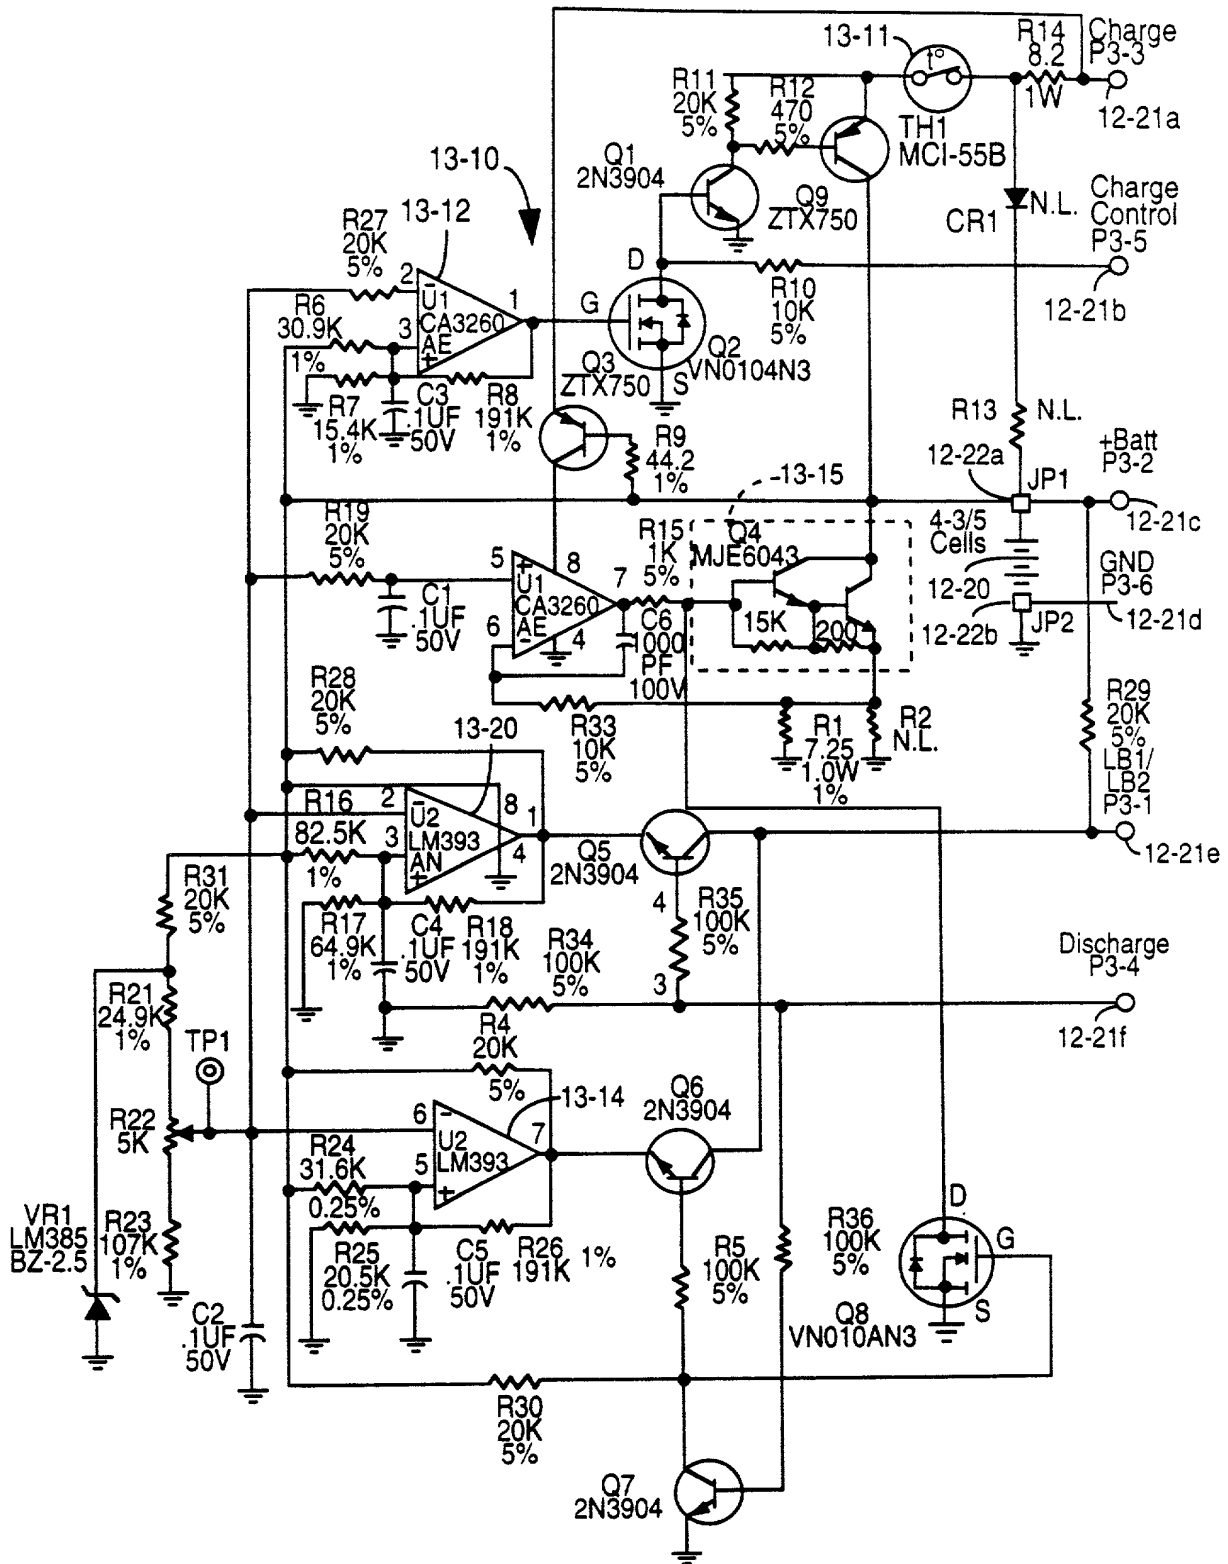 13-11
R14
8.2
1W
Charge
P3-3
12-21a
t°
R11
20K
5%
R12
470
5%
TH1
MCI-55B
Q1
2N3904
Q9
ZTX750
13-10
CR1
N.L.
Charge
Control
P3-5
12-21b
R27
20K
5%
13-12
2
-
U1
CA3260
AE
3
+
1
R6
30.9K
1%
R7
15.4K
1%
C3
.1UF
50V
R8
191K
1%
D
G
S
Q2
VN0104N3
R10
10K
5%
Q3
ZTX750
R9
44.2
1%
R13
N.L.
12-22a
JP1
+Batt
P3-2
12-21c
13-15
R19
20K
5%
C1
.1UF
50V
5
+
U1
CA3260
AE
6
-
8
7
4
R15
1K
5%
C6
1000
PF
100V
Q4
MJE6043
15K
200
4-3/5
Cells
12-20
12-22b
JP2
GND
P3-6
12-21d
R28
20K
5%
13-20
R33
10K
5%
R1
7.25
1.0W
1%
R2
N.L.
R29
20K
5%
LB1/
LB2
P3-1
12-21e
R16
82.5K
1%
2
-
U2
LM393
AN
3
+
8
1
4
Q5
2N3904
R31
20K
5%
R17
64.9K
1%
C4
.1UF
50V
R18
191K
1%
R34
100K
5%
4
R35
100K
5%
3
Discharge
P3-4
12-21f
R21
24.9K
1%
TP1
R4
20K
5%
13-14
Q6
2N3904
R22
5K
R24
31.6K
0.25%
6
-
U2
LM393
5
+
7
VR1
LM385
BZ-2.5
R23
107K
1%
R25
20.5K
0.25%
C5
.1UF
50V
R26
191K
1%
R5
100K
5%
R36
100K
5%
D
G
S
Q8
VN010AN3
C2
.1UF
50V
R30
20K
5%
Q7
2N3904